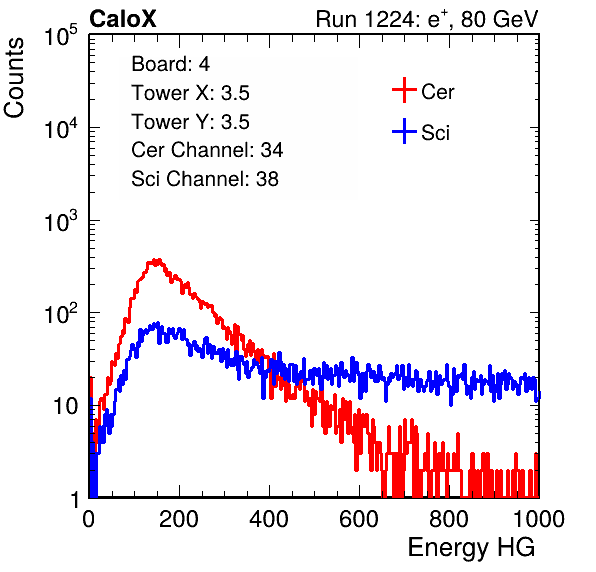 CaloX Run 1224: e⁺, 80 GeV
Board: 4
Tower X: 3.5
Tower Y: 3.5
Cer Channel: 34
Sci Channel: 38
Cer
Sci
Counts
10⁵
10⁴
10³
10²
10
1
0 200 400 600 800 1000
Energy HG